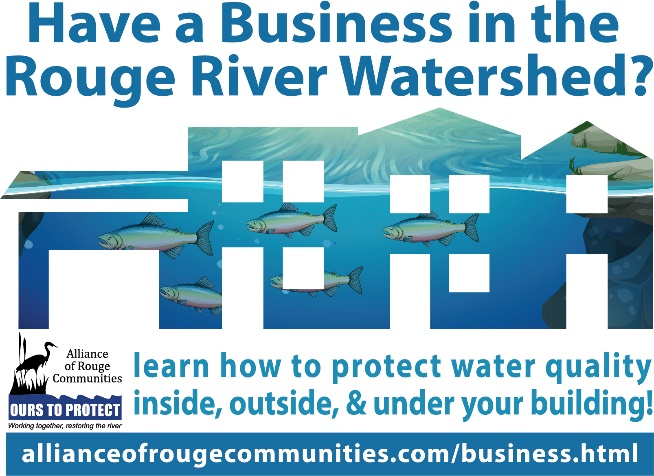 Have a Business in the
Rouge River Watershed?
Alliance
of Rouge
Communities
OURS TO PROTECT
Working together, restoring the river
learn how to protect water quality
inside, outside, & under your building!
allianceofrougecommunities.com/business.html